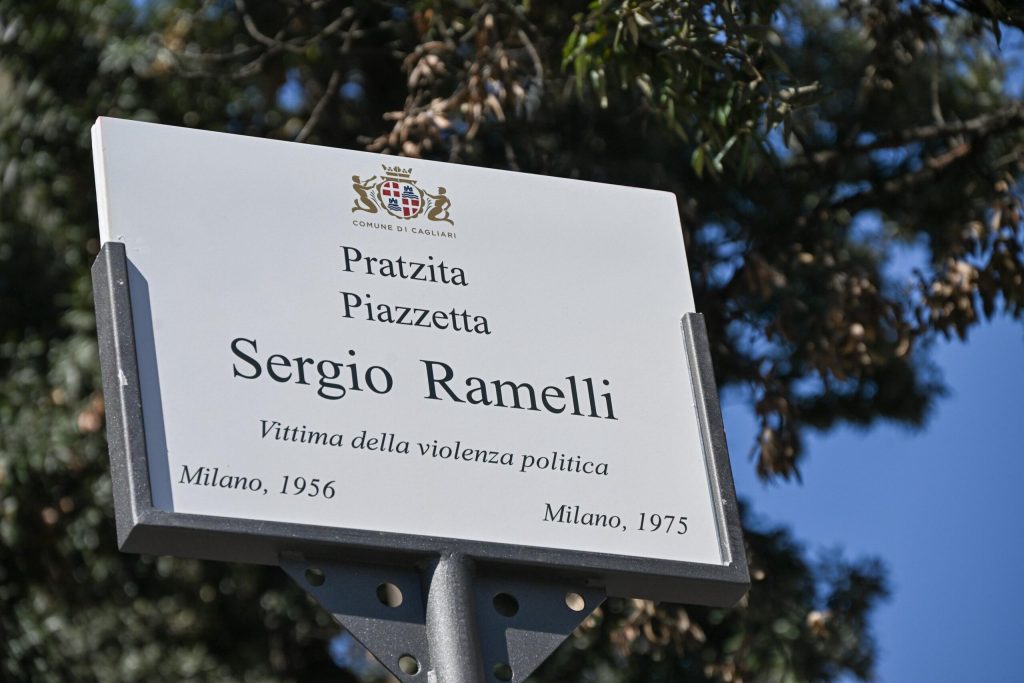 COMUNE DI CAGLIARI
Pratzita
Piazzetta
Sergio Ramelli
Vittima della violenza politica
Milano, 1956
Milano, 1975